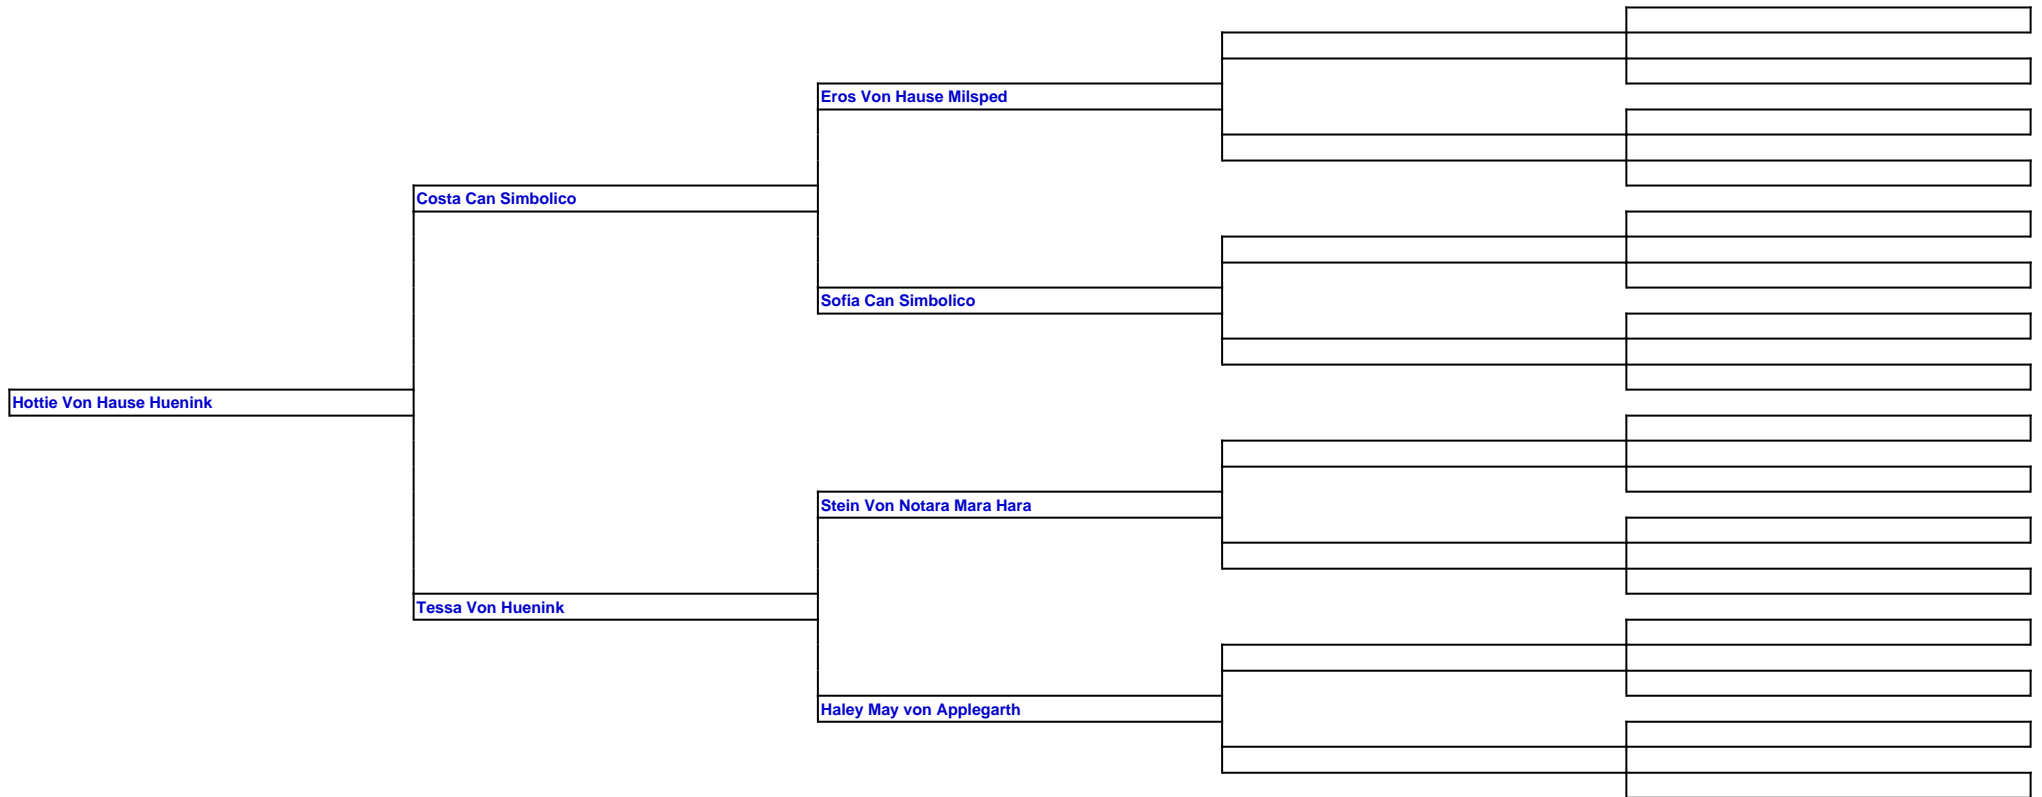 Eros Von Hause Milsped
Costa Can Simbolico
Sofia Can Simbolico
Hottie Von Hause Huenink
Stein Von Notara Mara Hara
Tessa Von Huenink
Haley May von Applegarth